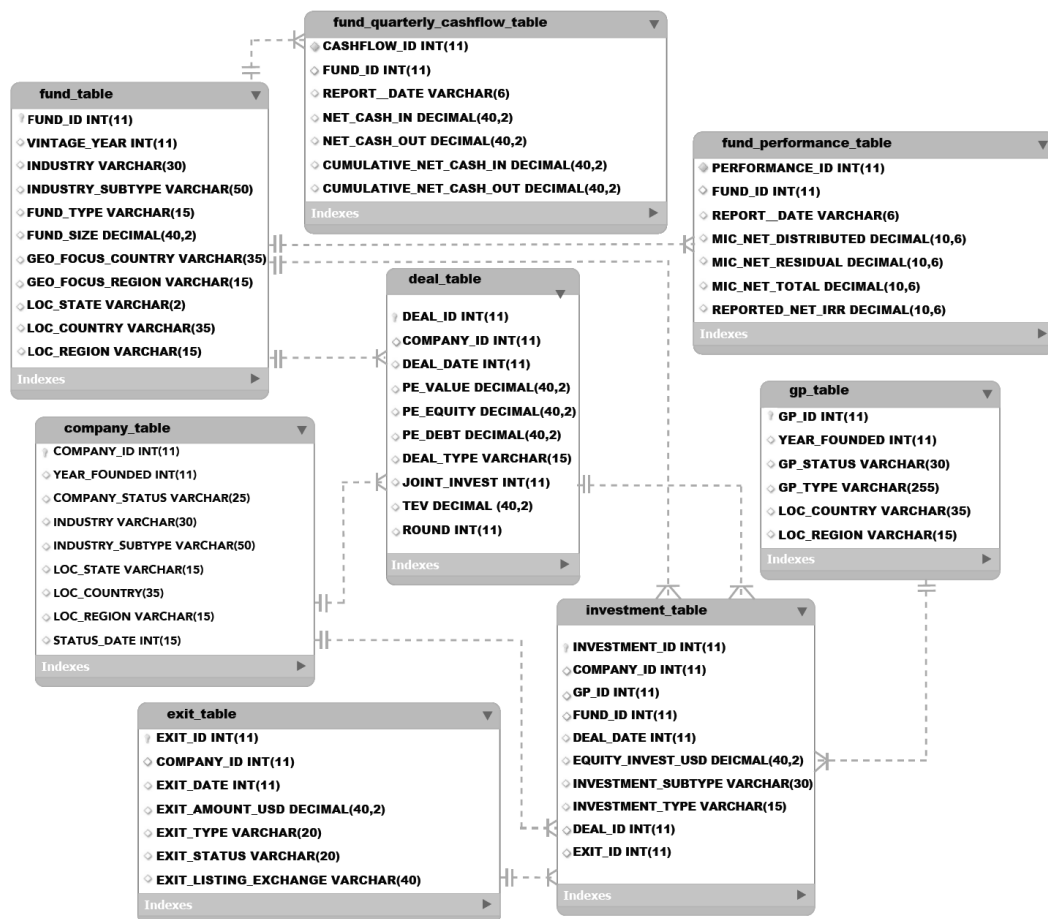 fund_quarterly_cashflow_table
CASHFLOW_ID INT(11)
FUND_ID INT(11)
REPORT__DATE VARCHAR(6)
NET_CASH_IN DECIMAL(40,2)
NET_CASH_OUT DECIMAL(40,2)
CUMULATIVE_NET_CASH_IN DECIMAL(40,2)
CUMULATIVE_NET_CASH_OUT DECIMAL(40,2)
Indexes
fund_table
FUND_ID INT(11)
VINTAGE_YEAR INT(11)
INDUSTRY VARCHAR(30)
INDUSTRY_SUBTYPE VARCHAR(50)
FUND_TYPE VARCHAR(15)
FUND_SIZE DECIMAL(40,2)
GEO_FOCUS_COUNTRY VARCHAR(35)
GEO_FOCUS_REGION VARCHAR(15)
LOC_STATE VARCHAR(2)
LOC_COUNTRY VARCHAR(35)
LOC_REGION VARCHAR(15)
Indexes
fund_performance_table
PERFORMANCE_ID INT(11)
FUND_ID INT(11)
REPORT__DATE VARCHAR(6)
MIC_NET_DISTRIBUTED DECIMAL(10,6)
MIC_NET_RESIDUAL DECIMAL(10,6)
MIC_NET_TOTAL DECIMAL(10,6)
REPORTED_NET_IRR DECIMAL(10,6)
Indexes
deal_table
DEAL_ID INT(11)
COMPANY_ID INT(11)
DEAL_DATE INT(11)
PE_VALUE DECIMAL(40,2)
PE_EQUITY DECIMAL(40,2)
PE_DEBT DECIMAL(40,2)
DEAL_TYPE VARCHAR(15)
JOINT_INVEST INT(11)
TEV DECIMAL (40,2)
ROUND INT(11)
Indexes
gp_table
GP_ID INT(11)
YEAR_FOUNDED INT(11)
GP_STATUS VARCHAR(30)
GP_TYPE VARCHAR(255)
LOC_COUNTRY VARCHAR(35)
LOC_REGION VARCHAR(15)
Indexes
company_table
COMPANY_ID INT(11)
YEAR_FOUNDED INT(11)
COMPANY_STATUS VARCHAR(25)
INDUSTRY VARCHAR(30)
INDUSTRY_SUBTYPE VARCHAR(50)
LOC_STATE VARCHAR(15)
LOC_COUNTRY(35)
LOC_REGION VARCHAR(15)
STATUS_DATE INT(15)
Indexes
investment_table
INVESTMENT_ID INT(11)
COMPANY_ID INT(11)
GP_ID INT(11)
FUND_ID INT(11)
DEAL_DATE INT(11)
EQUITY_INVEST_USD DEICMAL(40,2)
INVESTMENT_SUBTYPE VARCHAR(30)
INVESTMENT_TYPE VARCHAR(15)
DEAL_ID INT(11)
EXIT_ID INT(11)
Indexes
exit_table
EXIT_ID INT(11)
COMPANY_ID INT(11)
EXIT_DATE INT(11)
EXIT_AMOUNT_USD DECIMAL(40,2)
EXIT_TYPE VARCHAR(20)
EXIT_STATUS VARCHAR(20)
EXIT_LISTING_EXCHANGE VARCHAR(40)
Indexes